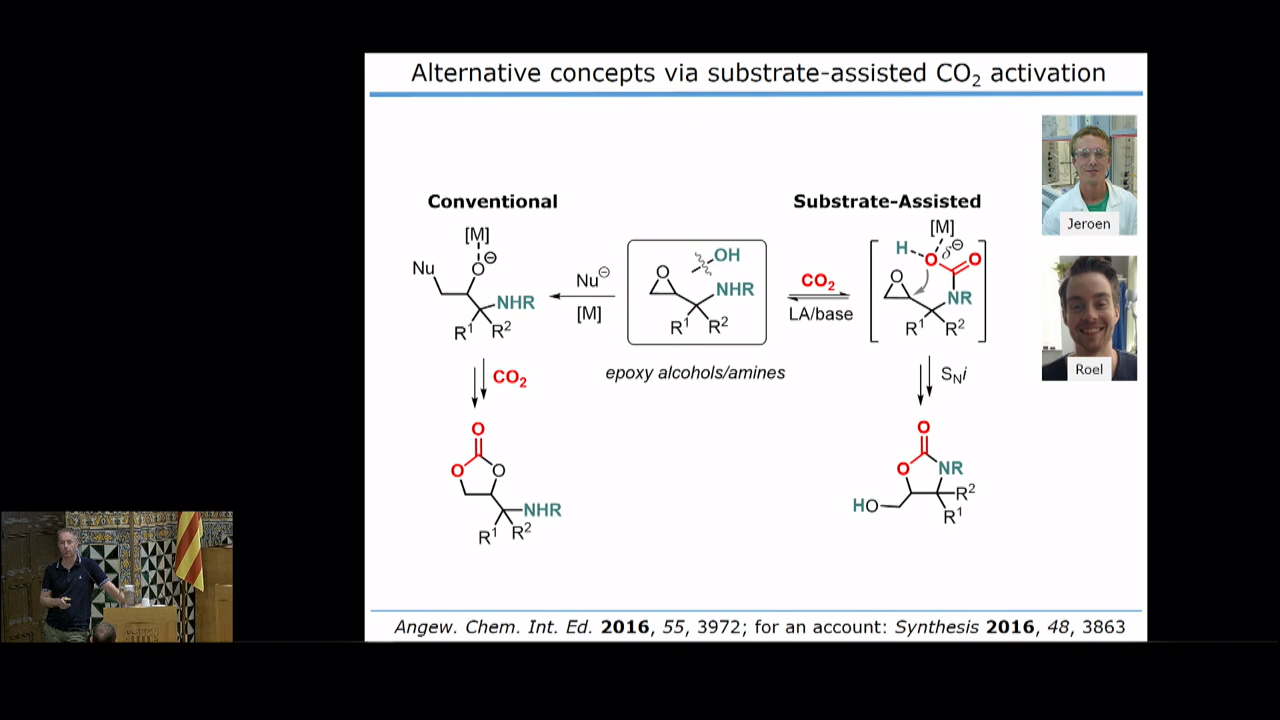 Alternative concepts via substrate-assisted CO₂ activation
Conventional
Substrate-Assisted
[M]
O⊖
Nu
NHR
R¹ R²
Nu⊖
[M]
O
OH
NHR
R¹ R²
epoxy alcohols/amines
CO₂
LA/base
[M]
H
O δ⊖
O
O
NR
R¹ R²
Jeroen
Roel
CO₂
SNi
O
O
O
NHR
R¹ R²
O
O
NR
R²
R¹
HO
Angew. Chem. Int. Ed. 2016, 55, 3972; for an account: Synthesis 2016, 48, 3863